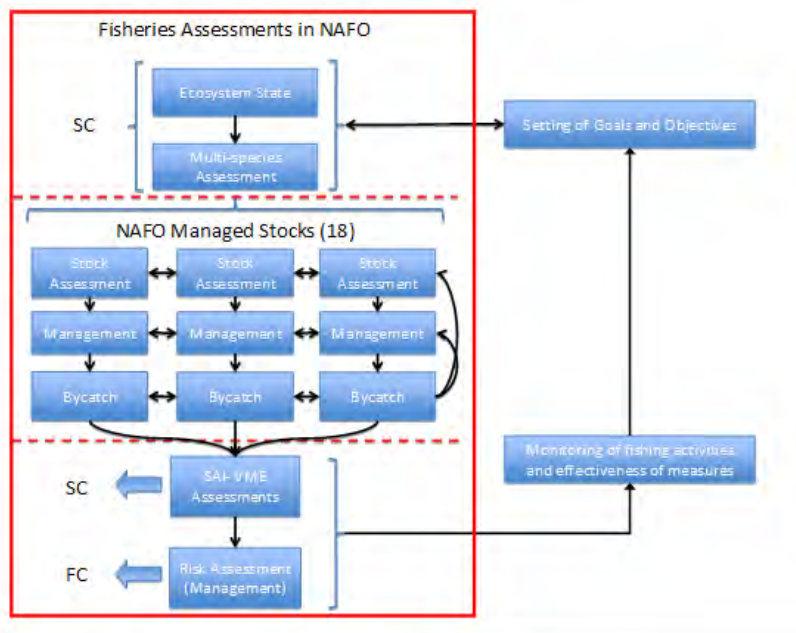 Fisheries Assessments in NAFO
Ecosystem State
SC
Setting of Goals and Objectives
Multi-species
Assessment
NAFO Managed Stocks (18)
Stock
Assessment
Stock
Assessment
Stock
Assessment
Management
Management
Management
Bycatch
Bycatch
Bycatch
Monitoring of fishing activities
and effectiveness of measures
SC
SAI- VME
Assessments
FC
Risk Assessment
(Management)